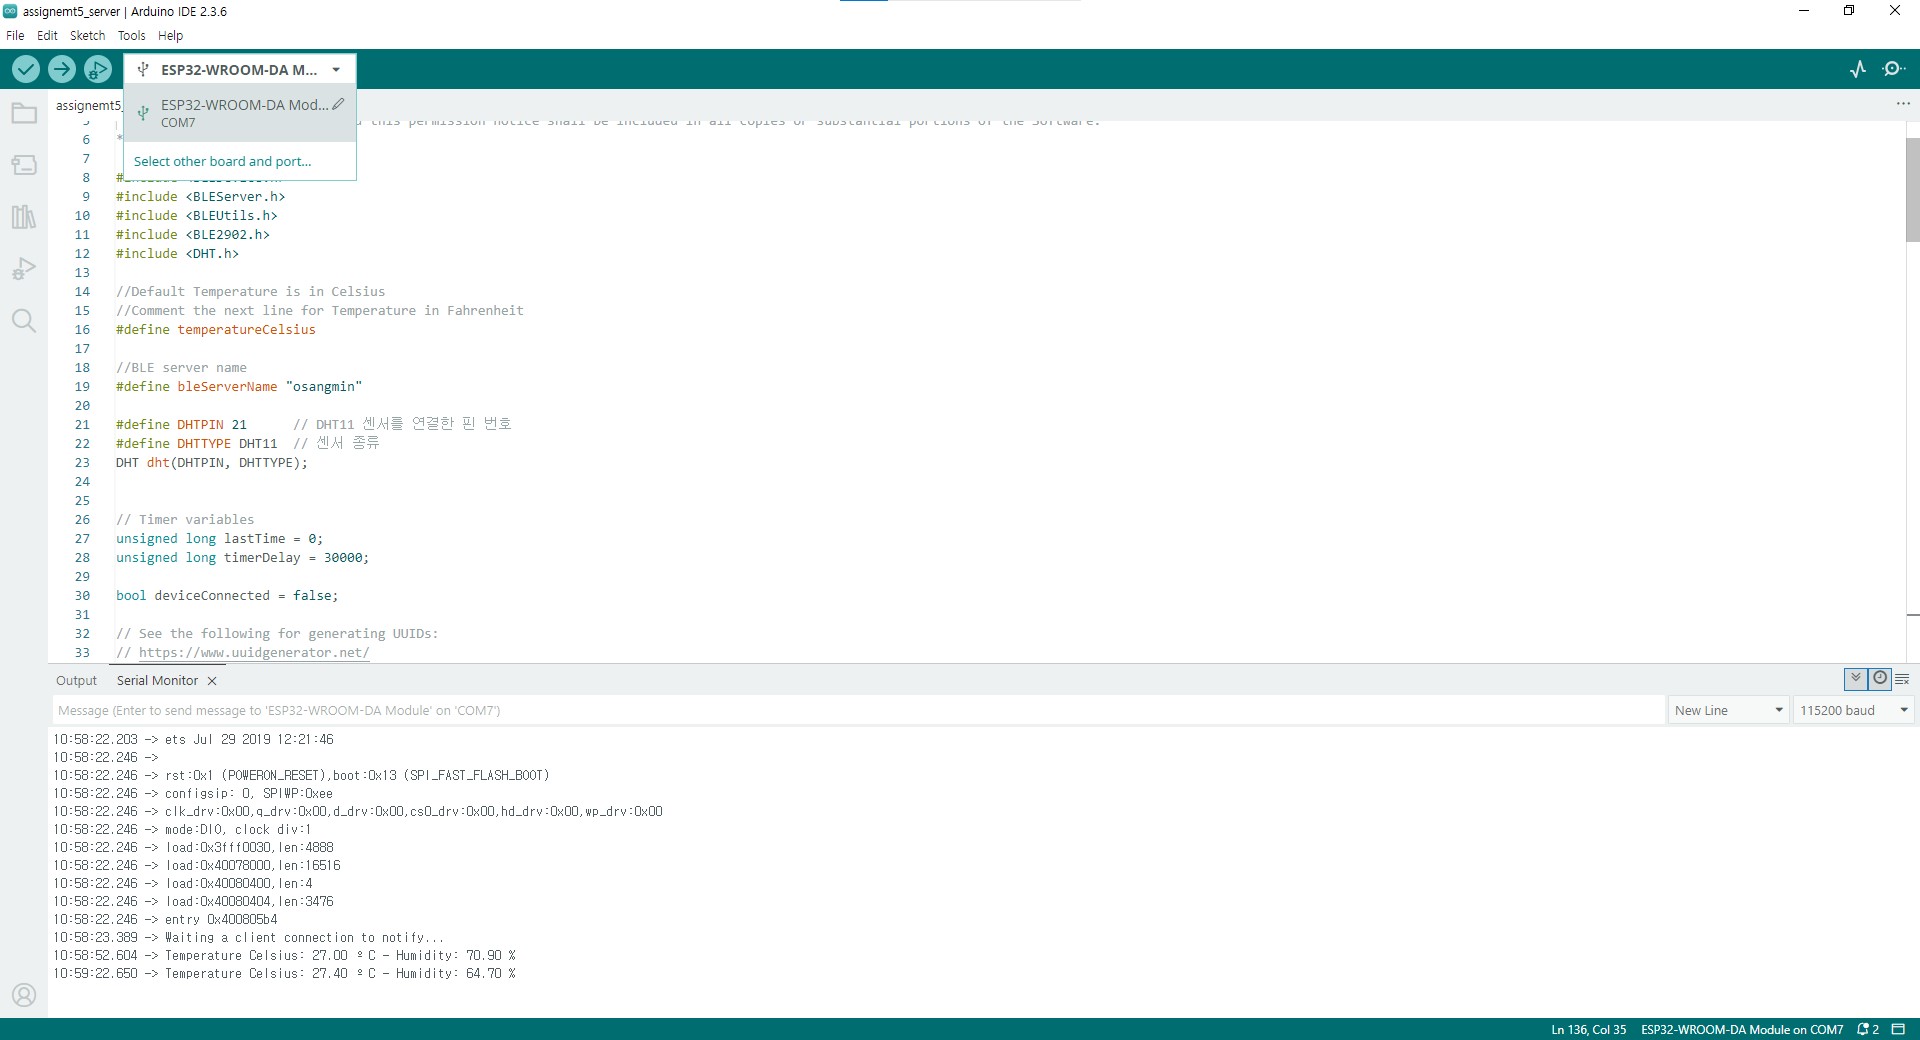 assignemt5_server | Arduino IDE 2.3.6
File Edit Sketch Tools Help
ESP32-WROOM-DA M...
ESP32-WROOM-DA Mod...
COM7
Select other board and port...
assignemt5_
this permission notice shall be included in all copies or substantial portions of the Software.
6 *
7
8 #
9 #include <BLEServer.h>
10 #include <BLEUtils.h>
11 #include <BLE2902.h>
12 #include <DHT.h>
13
14 //Default Temperature is in Celsius
15 //Comment the next line for Temperature in Fahrenheit
16 #define temperatureCelsius
17
18 //BLE server name
19 #define bleServerName "osangmin"
20
21 #define DHTPIN 21 // DHT11 센서를 연결한 핀 번호
22 #define DHTTYPE DHT11 // 센서 종류
23 DHT dht(DHTPIN, DHTTYPE);
24
25
26 // Timer variables
27 unsigned long lastTime = 0;
28 unsigned long timerDelay = 30000;
29
30 bool deviceConnected = false;
31
32 // See the following for generating UUIDs:
33 // https://www.uuidgenerator.net/
Output Serial Monitor
Message (Enter to send message to 'ESP32-WROOM-DA Module' on 'COM7')
New Line 115200 baud
10:58:22.203 -> ets Jul 29 2019 12:21:46
10:58:22.246 ->
10:58:22.246 -> rst:0x1 (POWERON_RESET),boot:0x13 (SPI_FAST_FLASH_BOOT)
10:58:22.246 -> configsip: 0, SPIWP:0xee
10:58:22.246 -> clk_drv:0x00,q_drv:0x00,d_drv:0x00,cs0_drv:0x00,hd_drv:0x00,wp_drv:0x00
10:58:22.246 -> mode:DIO, clock div:1
10:58:22.246 -> load:0x3fff0030,len:4888
10:58:22.246 -> load:0x40078000,len:16516
10:58:22.246 -> load:0x40080400,len:4
10:58:22.246 -> load:0x40080404,len:3476
10:58:22.246 -> entry 0x400805b4
10:58:23.389 -> Waiting a client connection to notify...
10:58:52.604 -> Temperature Celsius: 27.00 ºC - Humidity: 70.90 %
10:59:22.650 -> Temperature Celsius: 27.40 ºC - Humidity: 64.70 %
Ln 136, Col 35 ESP32-WROOM-DA Module on COM7 2